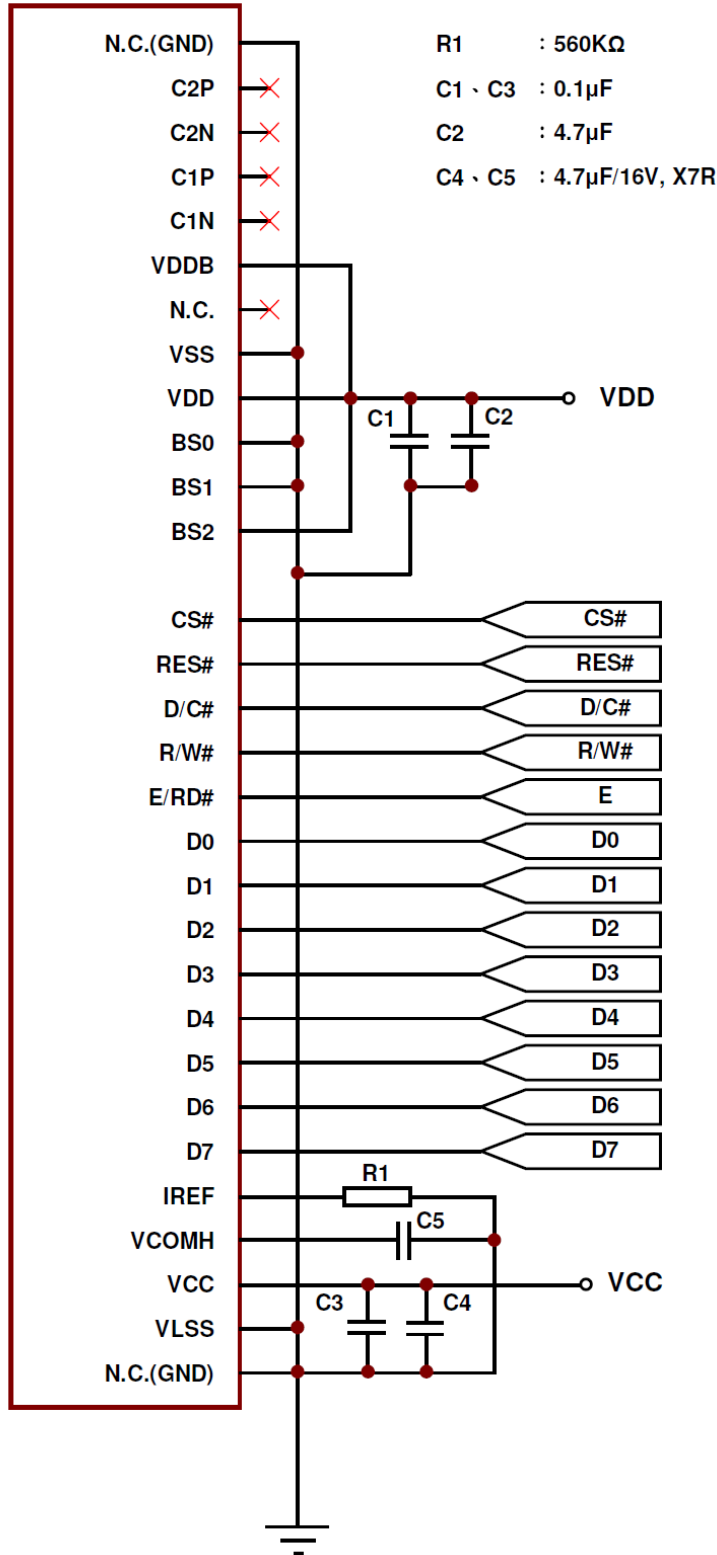 N.C.(GND)
C2P
C2N
C1P
C1N
VDDB
N.C.
VSS
VDD
BS0
BS1
BS2
CS#
RES#
D/C#
R/W#
E/RD#
D0
D1
D2
D3
D4
D5
D6
D7
IREF
VCOMH
VCC
VLSS
N.C.(GND)
R1 : 560KΩ
C1、C3 : 0.1μF
C2 : 4.7μF
C4、C5 : 4.7μF/16V, X7R
VDD
C1
C2
CS#
RES#
D/C#
R/W#
E
D0
D1
D2
D3
D4
D5
D6
D7
R1
C5
VCC
C3
C4